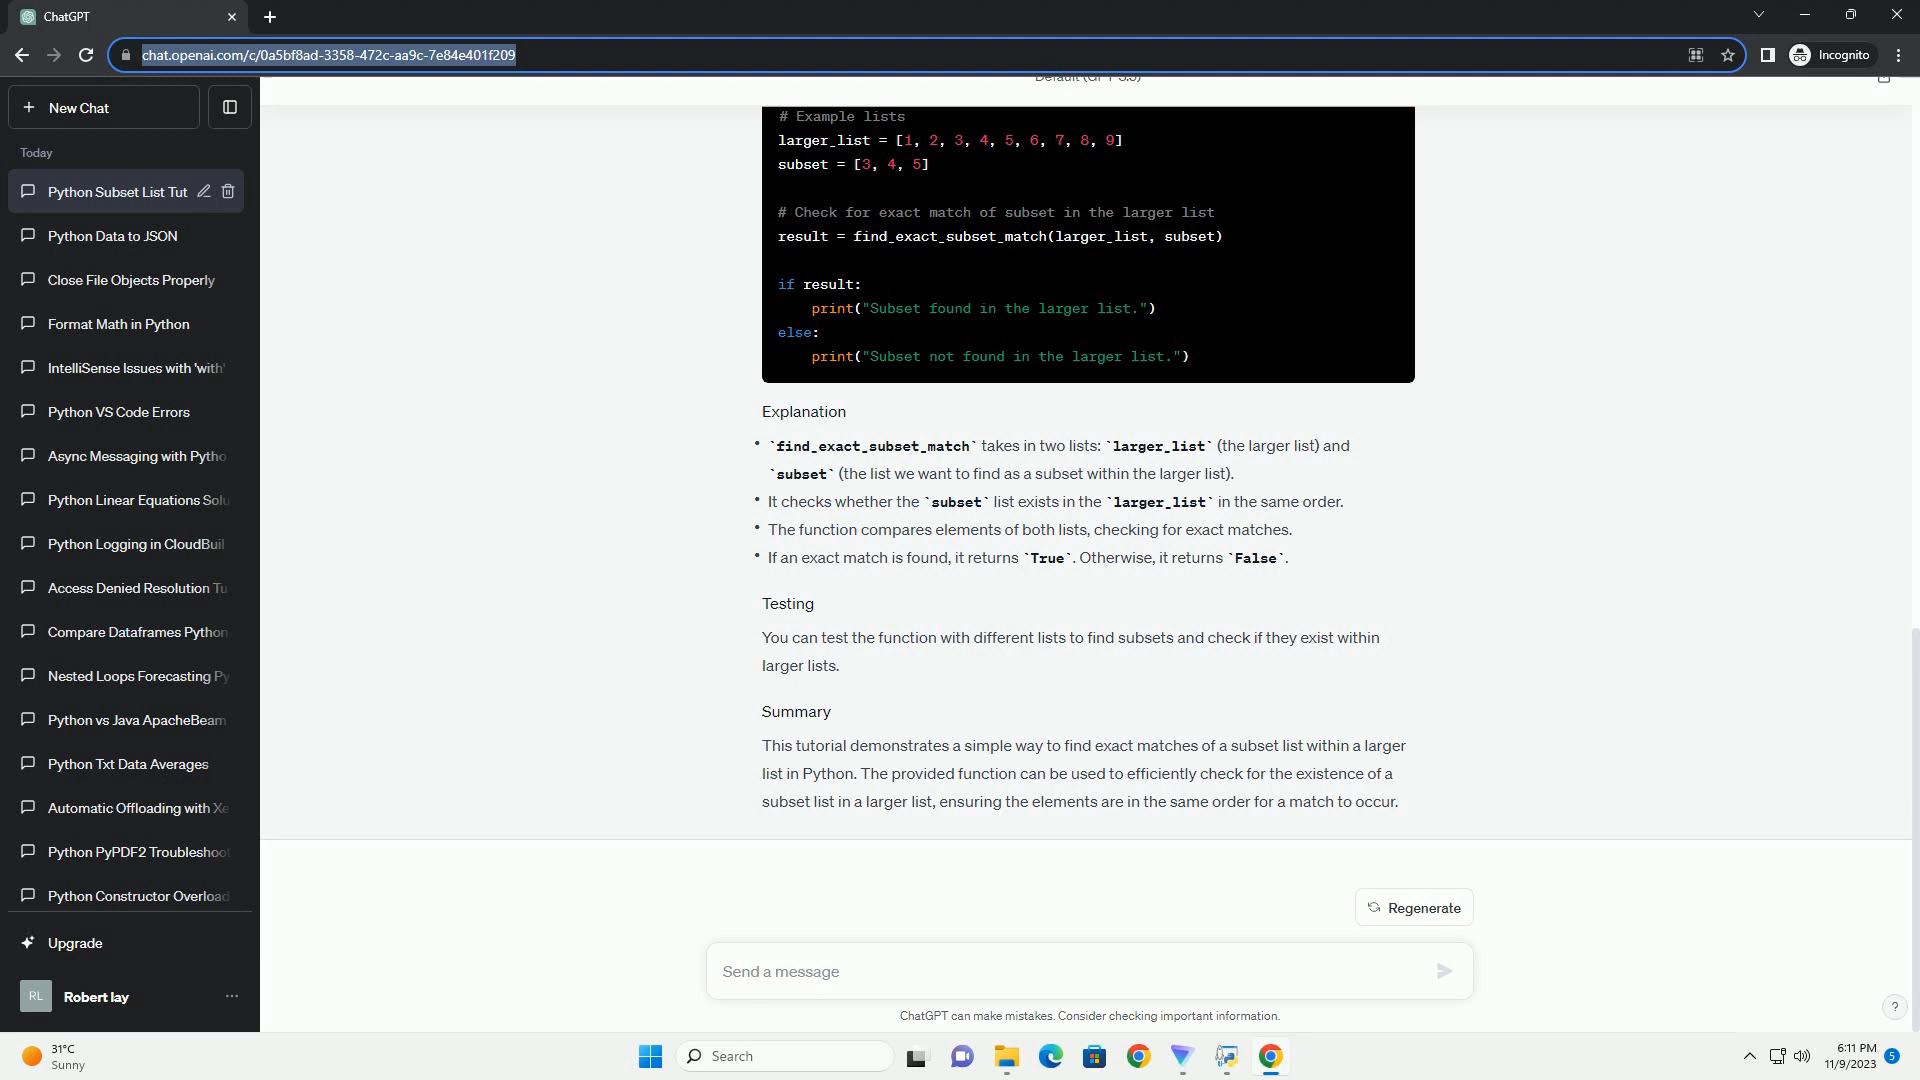 ChatGPT
chat.openai.com/c/0a5bf8ad-3358-472c-aa9c-7e84e401f209
Incognito
New Chat
Today
Python Subset List Tut
Python Data to JSON
Close File Objects Properly
Format Math in Python
IntelliSense Issues with 'with'
Python VS Code Errors
Async Messaging with Pytho
Python Linear Equations Solu
Python Logging in CloudBuil
Access Denied Resolution Tu
Compare Dataframes Python
Nested Loops Forecasting Py
Python vs Java ApacheBeam
Python Txt Data Averages
Automatic Offloading with Xe
Python PyPDF2 Troubleshoot
Python Constructor Overload
Upgrade
RL
Robert lay
Default (GPT-3.5)
# Example lists
larger_list = [1, 2, 3, 4, 5, 6, 7, 8, 9]
subset = [3, 4, 5]
# Check for exact match of subset in the larger list
result = find_exact_subset_match(larger_list, subset)
if result:
print("Subset found in the larger list.")
else:
print("Subset not found in the larger list.")
Explanation
• `find_exact_subset_match` takes in two lists: `larger_list` (the larger list) and
`subset` (the list we want to find as a subset within the larger list).
• It checks whether the `subset` list exists in the `larger_list` in the same order.
• The function compares elements of both lists, checking for exact matches.
• If an exact match is found, it returns `True`. Otherwise, it returns `False`.
Testing
You can test the function with different lists to find subsets and check if they exist within
larger lists.
Summary
This tutorial demonstrates a simple way to find exact matches of a subset list within a larger
list in Python. The provided function can be used to efficiently check for the existence of a
subset list in a larger list, ensuring the elements are in the same order for a match to occur.
Regenerate
Send a message
ChatGPT can make mistakes. Consider checking important information.
?
31°C
Sunny
Search
6:11 PM
11/9/2023
5